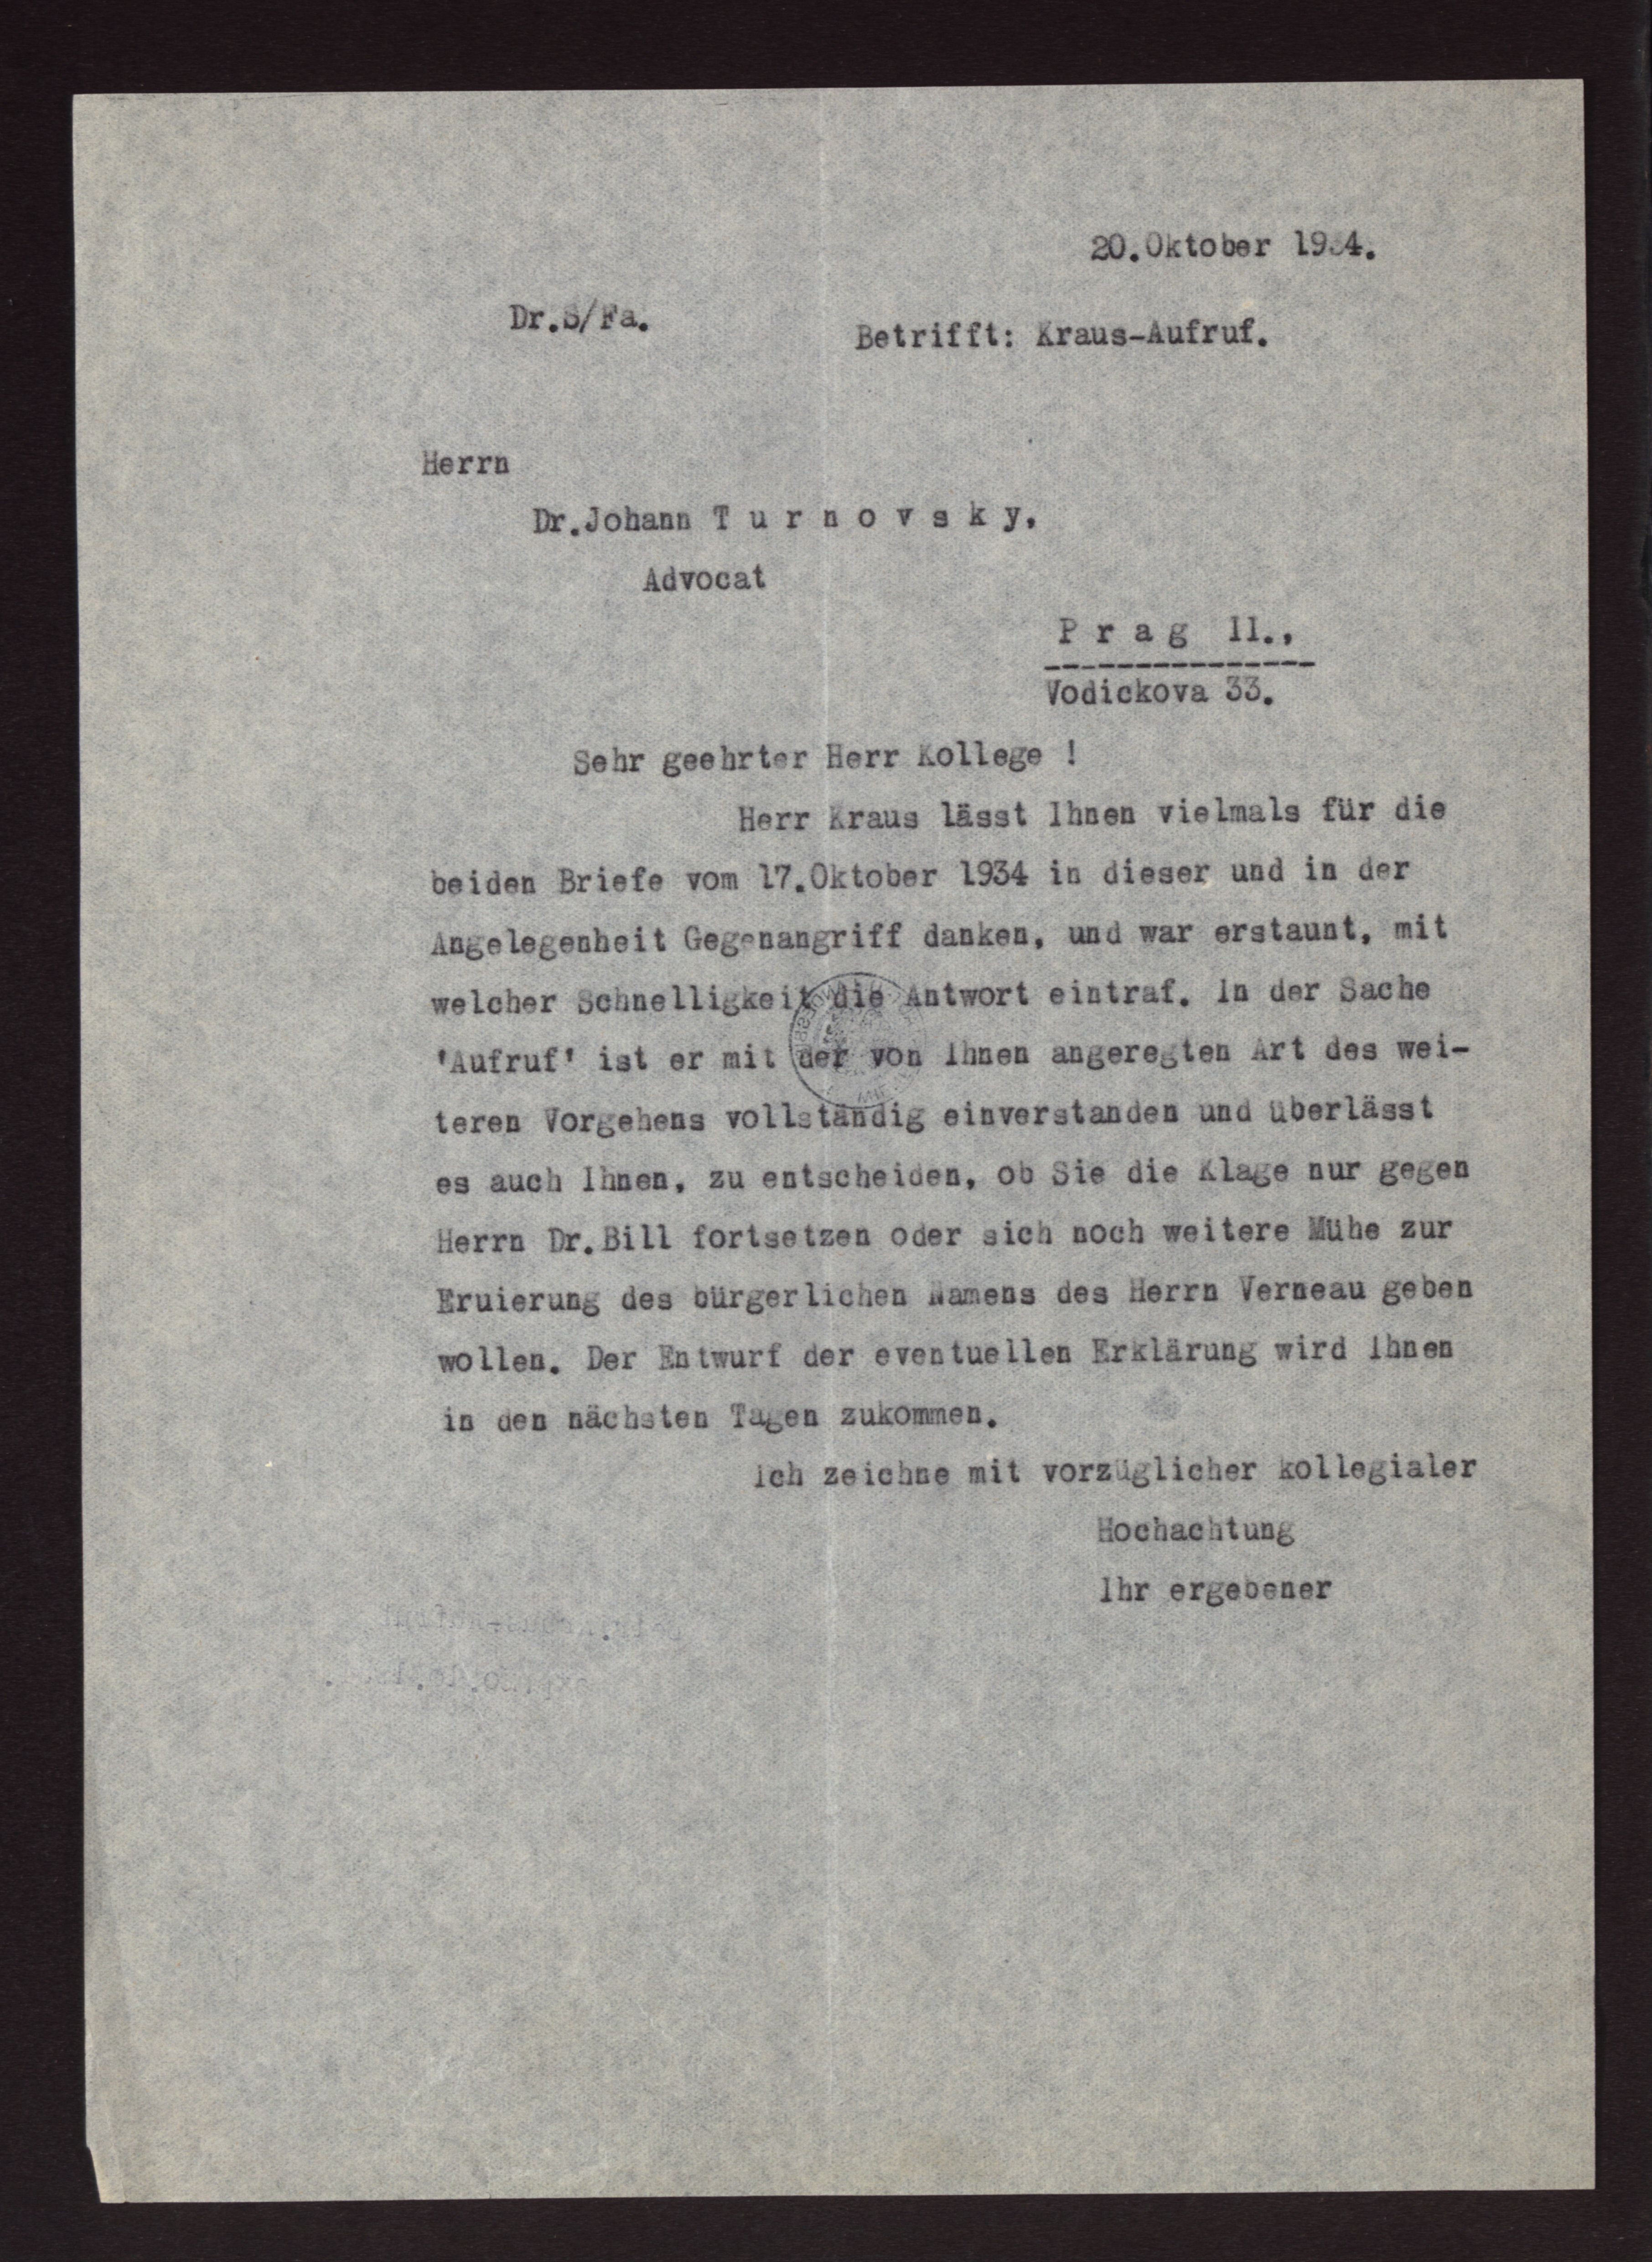 20.Oktober 1934.
Dr.S/Fa.
Betrifft: Kraus-Aufruf.
Herrn
Dr.Johann T u r n o v s k y,
Advocat
P r a g II.,
Vodickova 33.
Sehr geehrter Herr Kollege !
Herr Kraus lässt Ihnen vielmals für die
beiden Briefe vom 17.Oktober 1934 in dieser und in der
Angelegenheit Gegenangriff danken, und war erstaunt, mit
welcher Schnelligkeit die Antwort eintraf. In der Sache
'Aufruf' ist er mit der von Ihnen angeregten Art des wei-
teren Vorgehens vollständig einverstanden und überlässt
es auch Ihnen, zu entscheiden, ob Sie die Klage nur gegen
Herrn Dr.Bill fortsetzen oder sich noch weitere Mühe zur
Eruierung des bürgerlichen Namens des Herrn Verneau geben
wollen. Der Entwurf der eventuellen Erklärung wird Ihnen
in den nächsten Tagen zukommen.
Ich zeichne mit vorzüglicher kollegialer
Hochachtung
Ihr ergebener